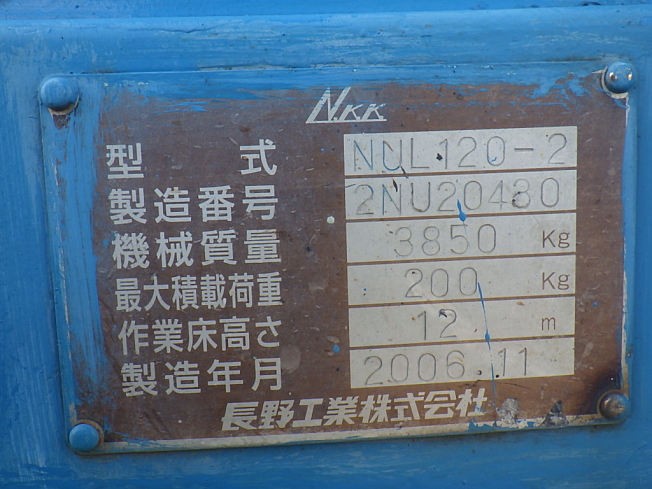 N.K.K
型式 NUL120-2
製造番号 2NU20430
機械質量 3850 Kg
最大積載荷重 200 Kg
作業床高さ 12 m
製造年月 2006.11
長野工業株式会社